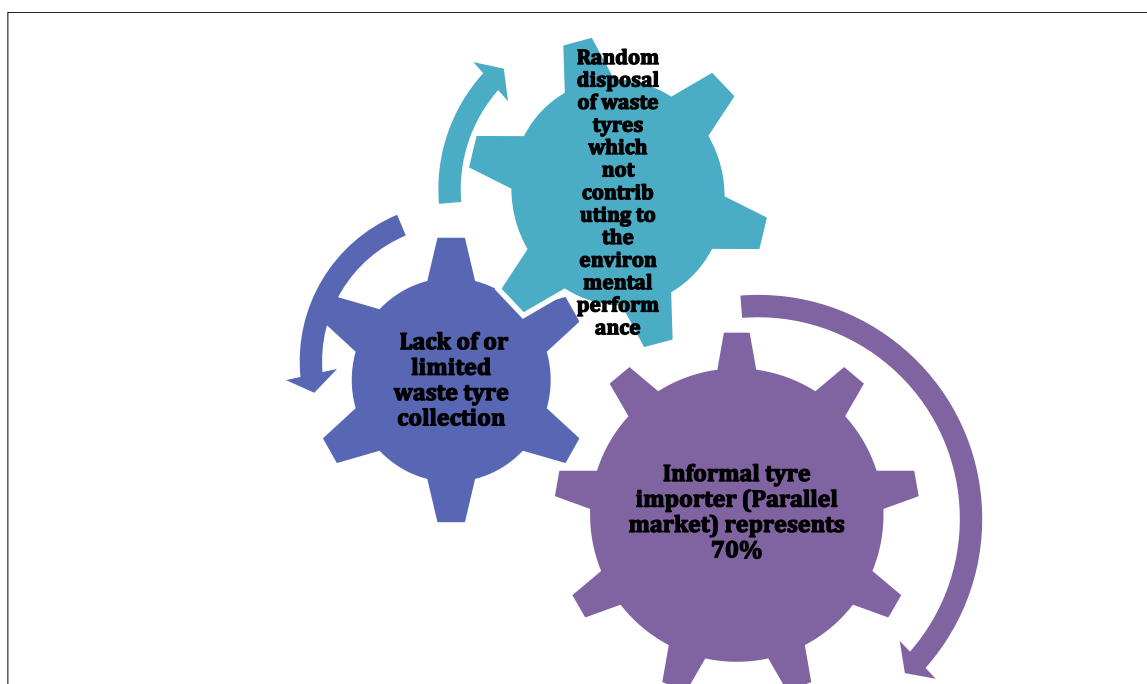 Random
disposal
of waste
tyres
which
not
contrib
uting to
the
environ
mental
perform
ance
Lack of or
limited
waste tyre
collection
Informal tyre
importer (Parallel
market) represents
70%